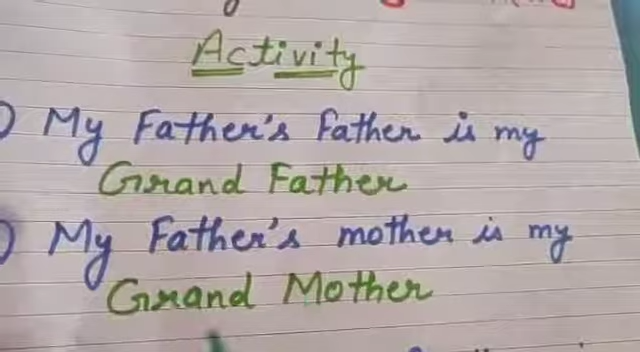 Activity
) My Father's Father is my
Grand Father
) My Father's mother is my
Grand Mother